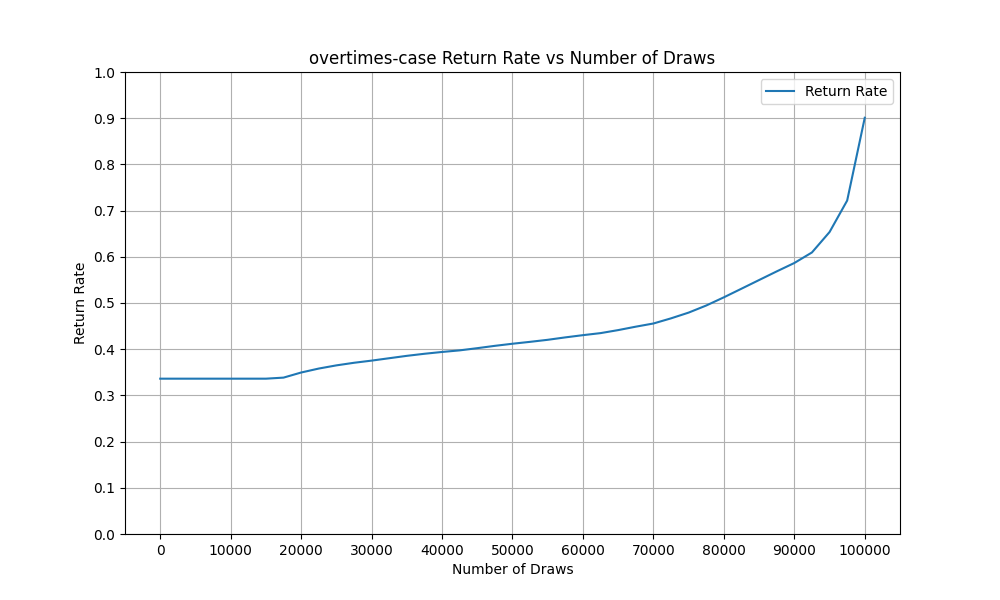 overtimes-case Return Rate vs Number of Draws
Return Rate
1.0
0.9
0.8
0.7
0.6
0.5
0.4
0.3
0.2
0.1
0.0
Return Rate
0 10000 20000 30000 40000 50000 60000 70000 80000 90000 100000
Number of Draws